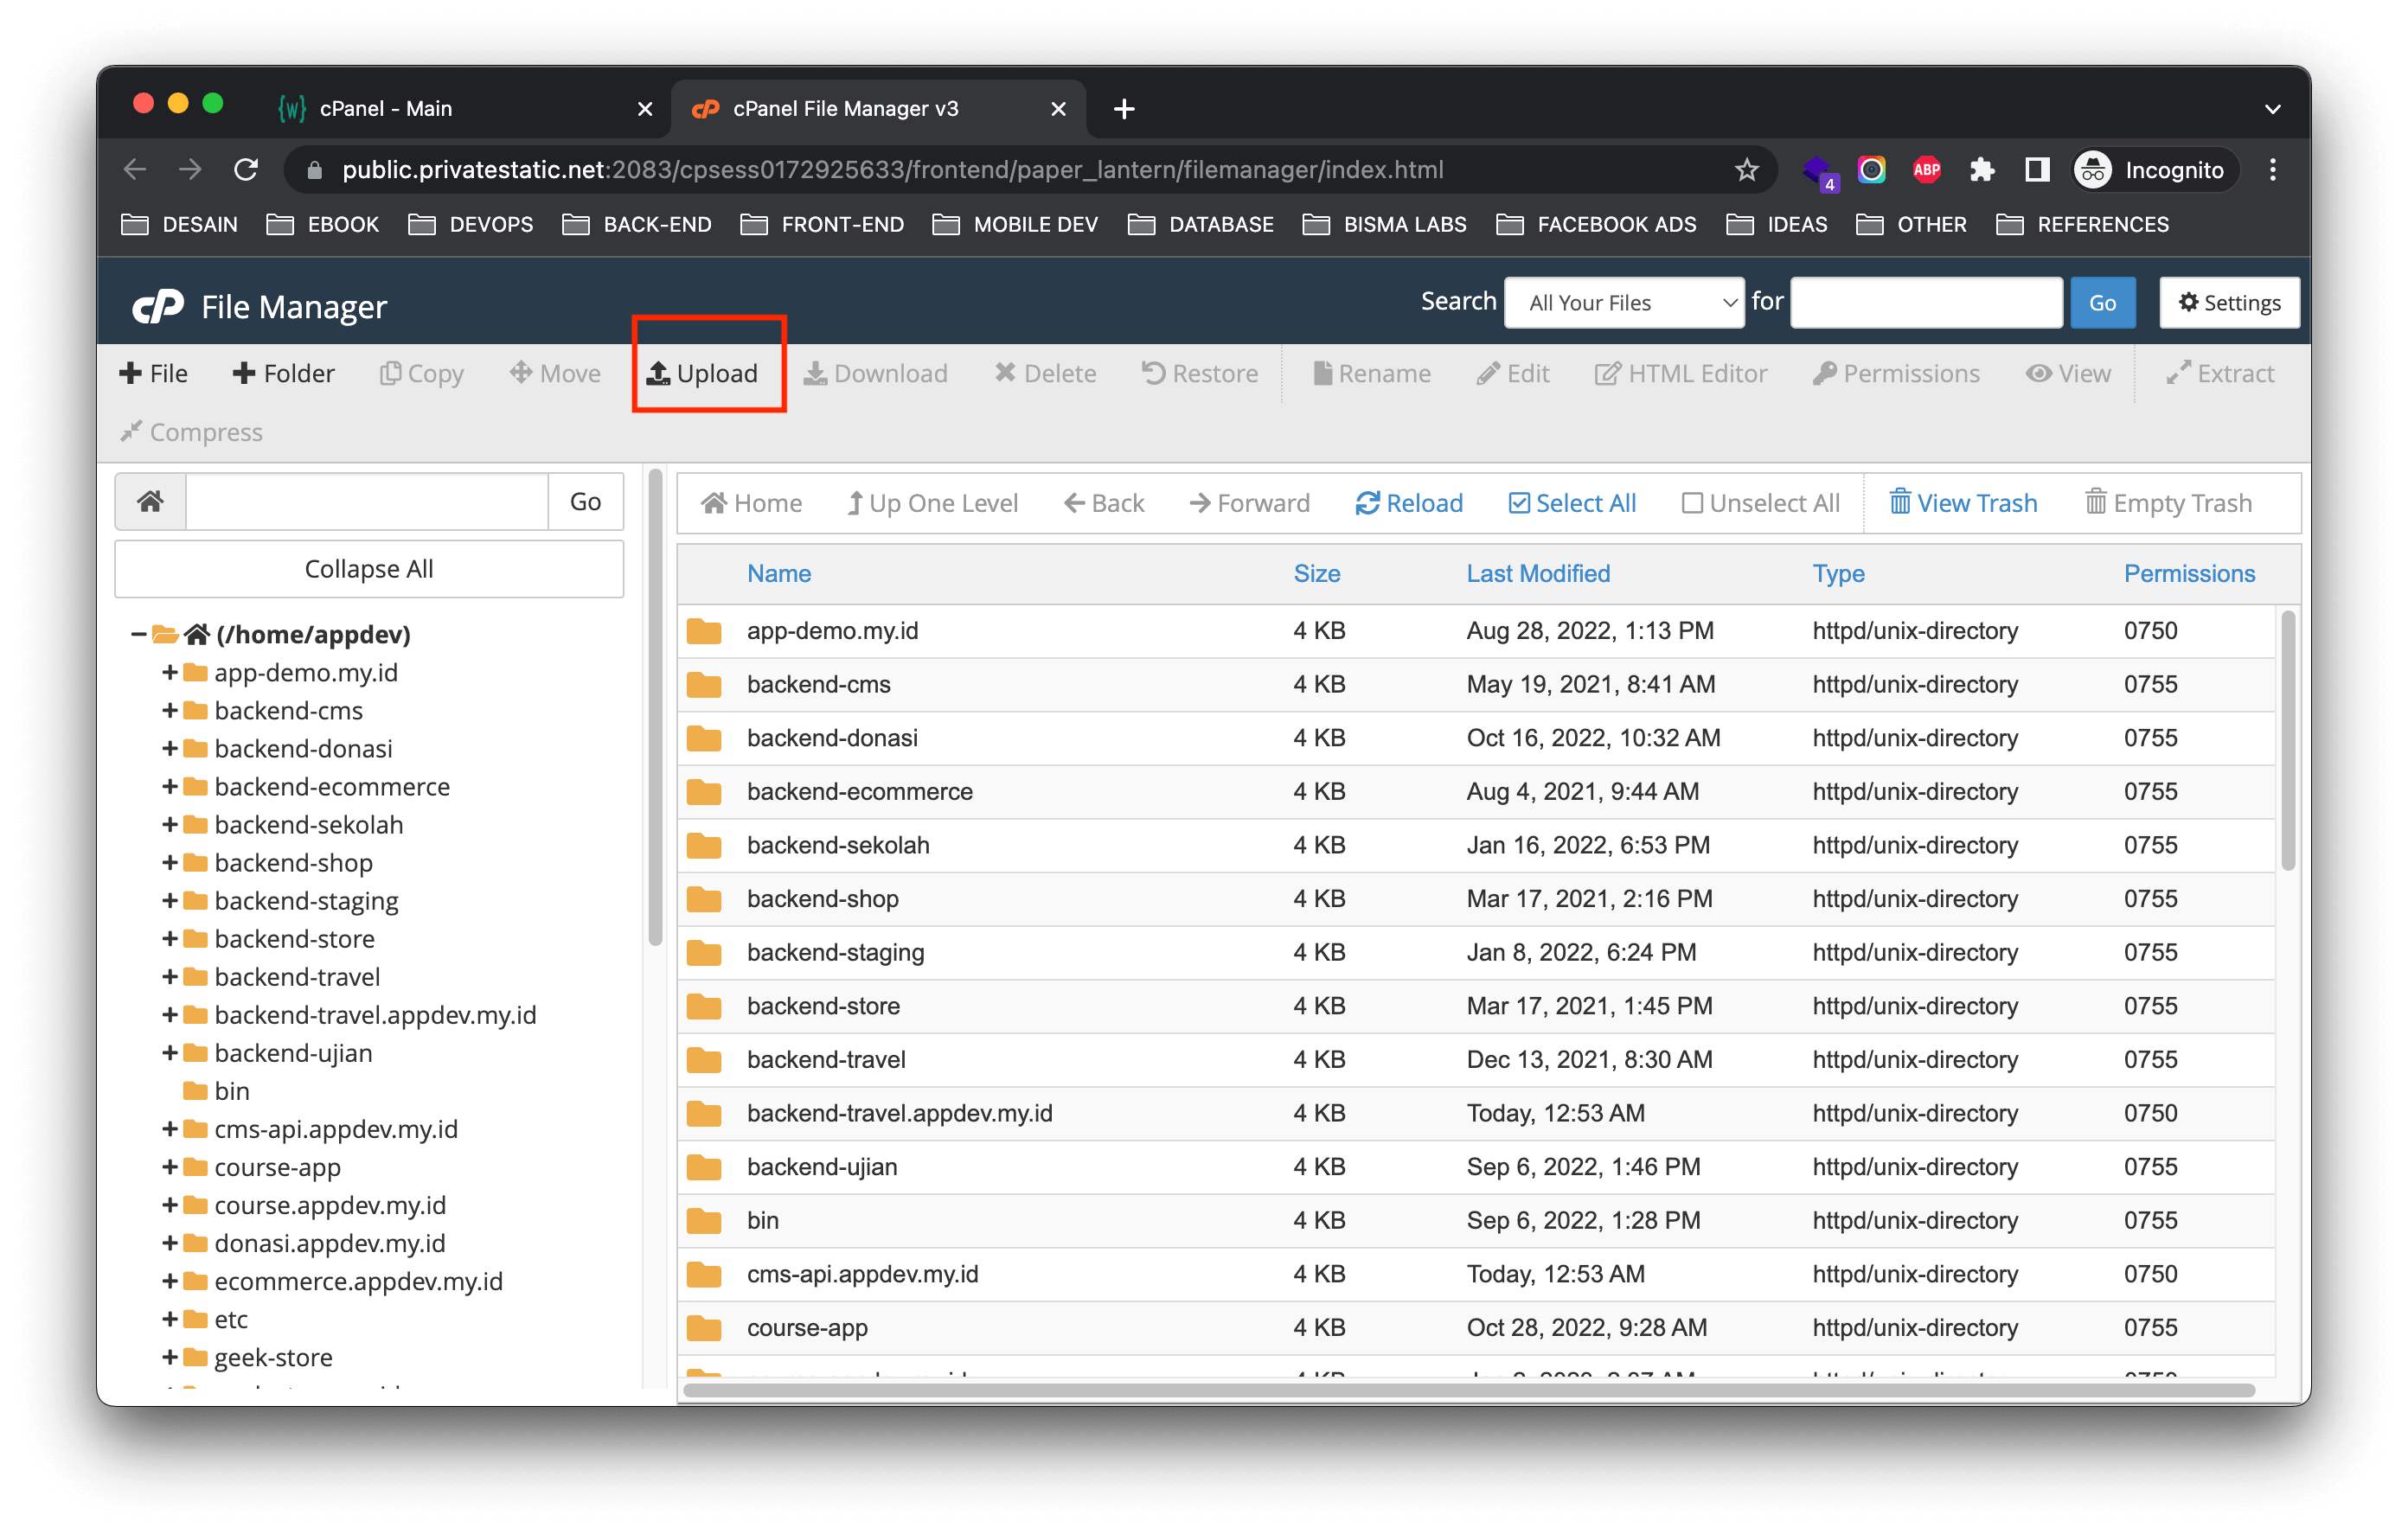 cPanel - Main
cPanel File Manager v3
public.privatestatic.net:2083/cpsess0172925633/frontend/paper_lantern/filemanager/index.html
4
ABP
Incognito
DESAIN EBOOK DEVOPS BACK-END FRONT-END MOBILE DEV DATABASE BISMA LABS FACEBOOK ADS IDEAS OTHER REFERENCES
cP File Manager
Search All Your Files for Go Settings
File Folder Copy Move Upload Download Delete Restore Rename Edit HTML Editor Permissions View Extract
Compress
Go
Collapse All
(/home/appdev)
app-demo.my.id
backend-cms
backend-donasi
backend-ecommerce
backend-sekolah
backend-shop
backend-staging
backend-store
backend-travel
backend-travel.appdev.my.id
backend-ujian
bin
cms-api.appdev.my.id
course-app
course.appdev.my.id
donasi.appdev.my.id
ecommerce.appdev.my.id
etc
geek-store
Home Up One Level Back Forward Reload Select All Unselect All View Trash Empty Trash
Name Size Last Modified Type Permissions
app-demo.my.id 4 KB Aug 28, 2022, 1:13 PM httpd/unix-directory 0750
backend-cms 4 KB May 19, 2021, 8:41 AM httpd/unix-directory 0755
backend-donasi 4 KB Oct 16, 2022, 10:32 AM httpd/unix-directory 0755
backend-ecommerce 4 KB Aug 4, 2021, 9:44 AM httpd/unix-directory 0755
backend-sekolah 4 KB Jan 16, 2022, 6:53 PM httpd/unix-directory 0755
backend-shop 4 KB Mar 17, 2021, 2:16 PM httpd/unix-directory 0755
backend-staging 4 KB Jan 8, 2022, 6:24 PM httpd/unix-directory 0755
backend-store 4 KB Mar 17, 2021, 1:45 PM httpd/unix-directory 0755
backend-travel 4 KB Dec 13, 2021, 8:30 AM httpd/unix-directory 0755
backend-travel.appdev.my.id 4 KB Today, 12:53 AM httpd/unix-directory 0750
backend-ujian 4 KB Sep 6, 2022, 1:46 PM httpd/unix-directory 0755
bin 4 KB Sep 6, 2022, 1:28 PM httpd/unix-directory 0755
cms-api.appdev.my.id 4 KB Today, 12:53 AM httpd/unix-directory 0750
course-app 4 KB Oct 28, 2022, 9:28 AM httpd/unix-directory 0755